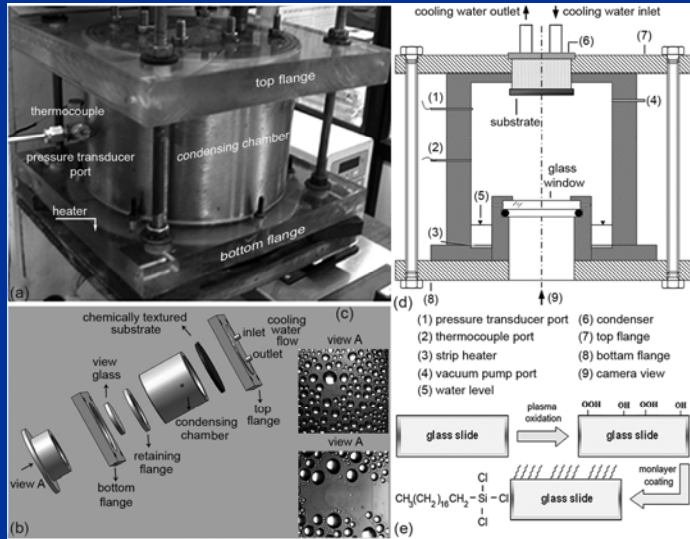 top flange
thermocouple
condensing chamber
pressure transducer
port
heater
bottom flange
(a)
cooling water outlet
cooling water inlet
(6)
(7)
(1)
(4)
substrate
(2)
glass
window
(5)
(3)
(d)
(8)
(9)
(1) pressure transducer port
(2) thermocouple port
(3) strip heater
(4) vacuum pump port
(5) water level
(6) condenser
(7) top flange
(8) bottam flange
(9) camera view
chemically textured
substrate
cooling
water
flow
inlet
outlet
(c)
view A
view
glass
top
flange
condensing
chamber
retaining
flange
view A
bottom
flange
view A
(b)
glass slide
plasma
oxidation
HOO
HO
HOO
HO
glass slide
monlayer
coating
Cl
CH3(CH2)16CH2
Si
Cl
Cl
glass slide
(e)